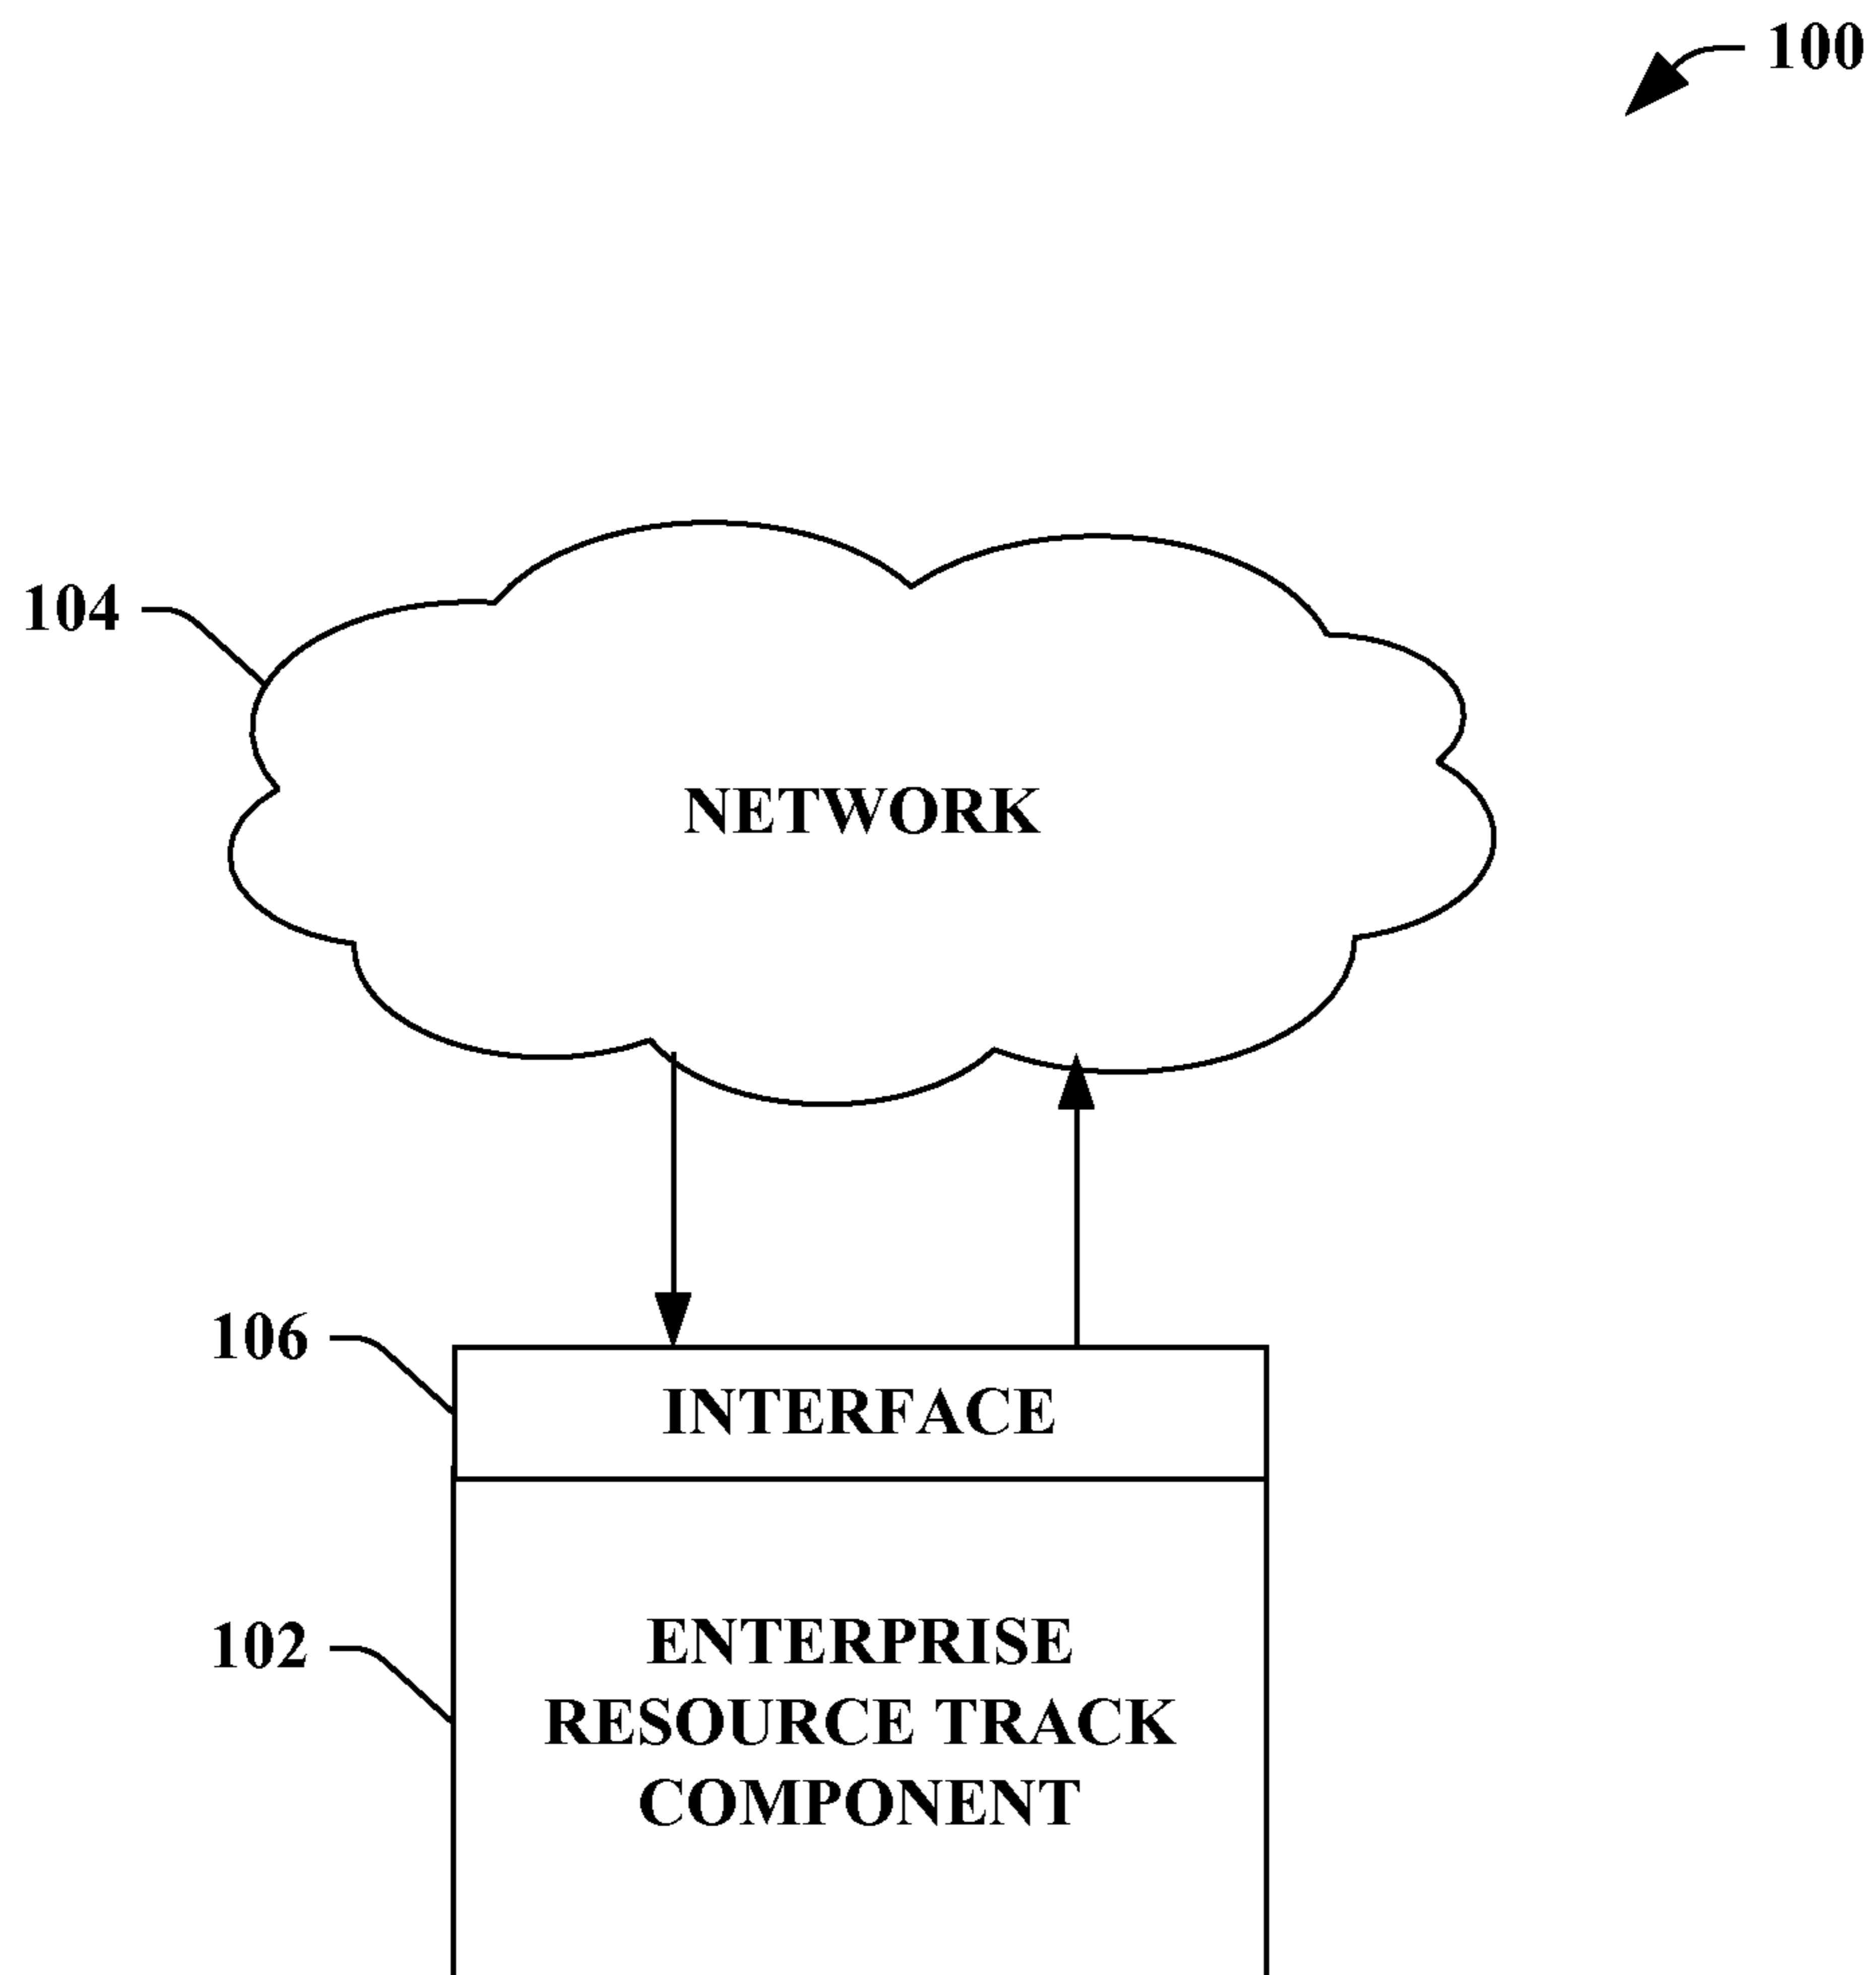 100
104
NETWORK
106
INTERFACE
102
ENTERPRISE
RESOURCE TRACK
COMPONENT